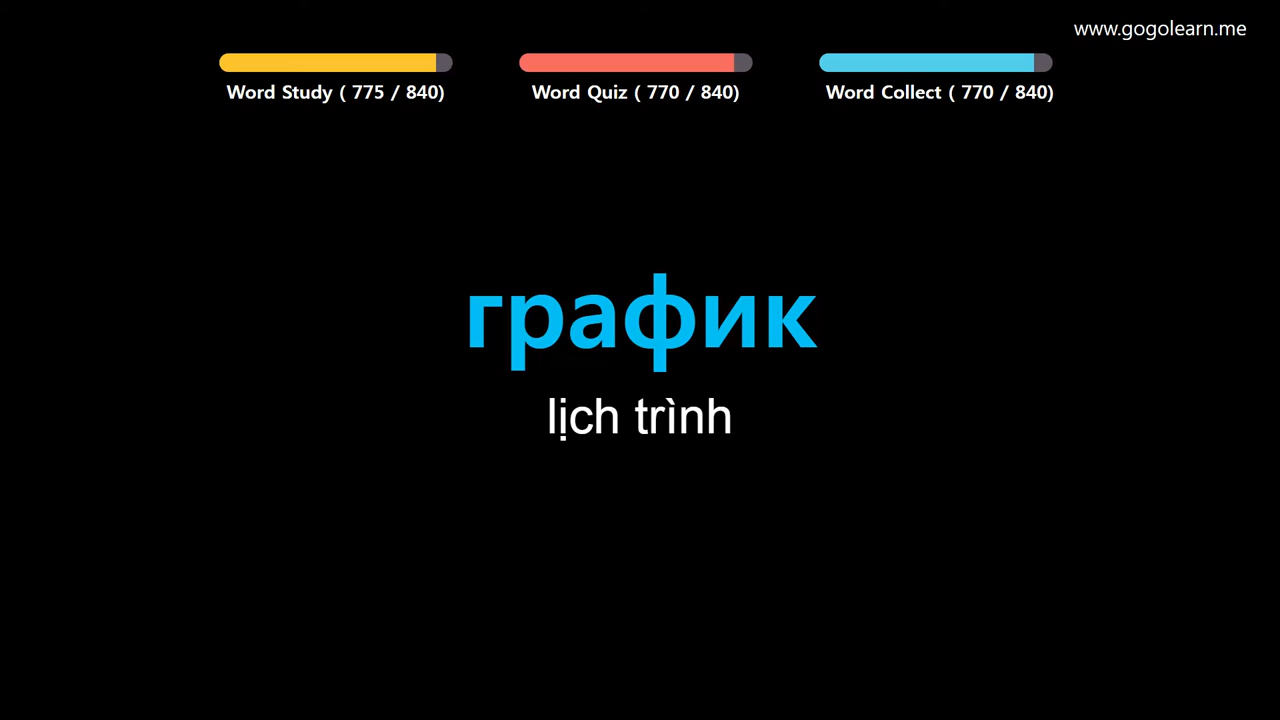 www.gogolearn.me
Word Study ( 775 / 840)
Word Quiz ( 770 / 840)
Word Collect ( 770 / 840)
график
lịch trình